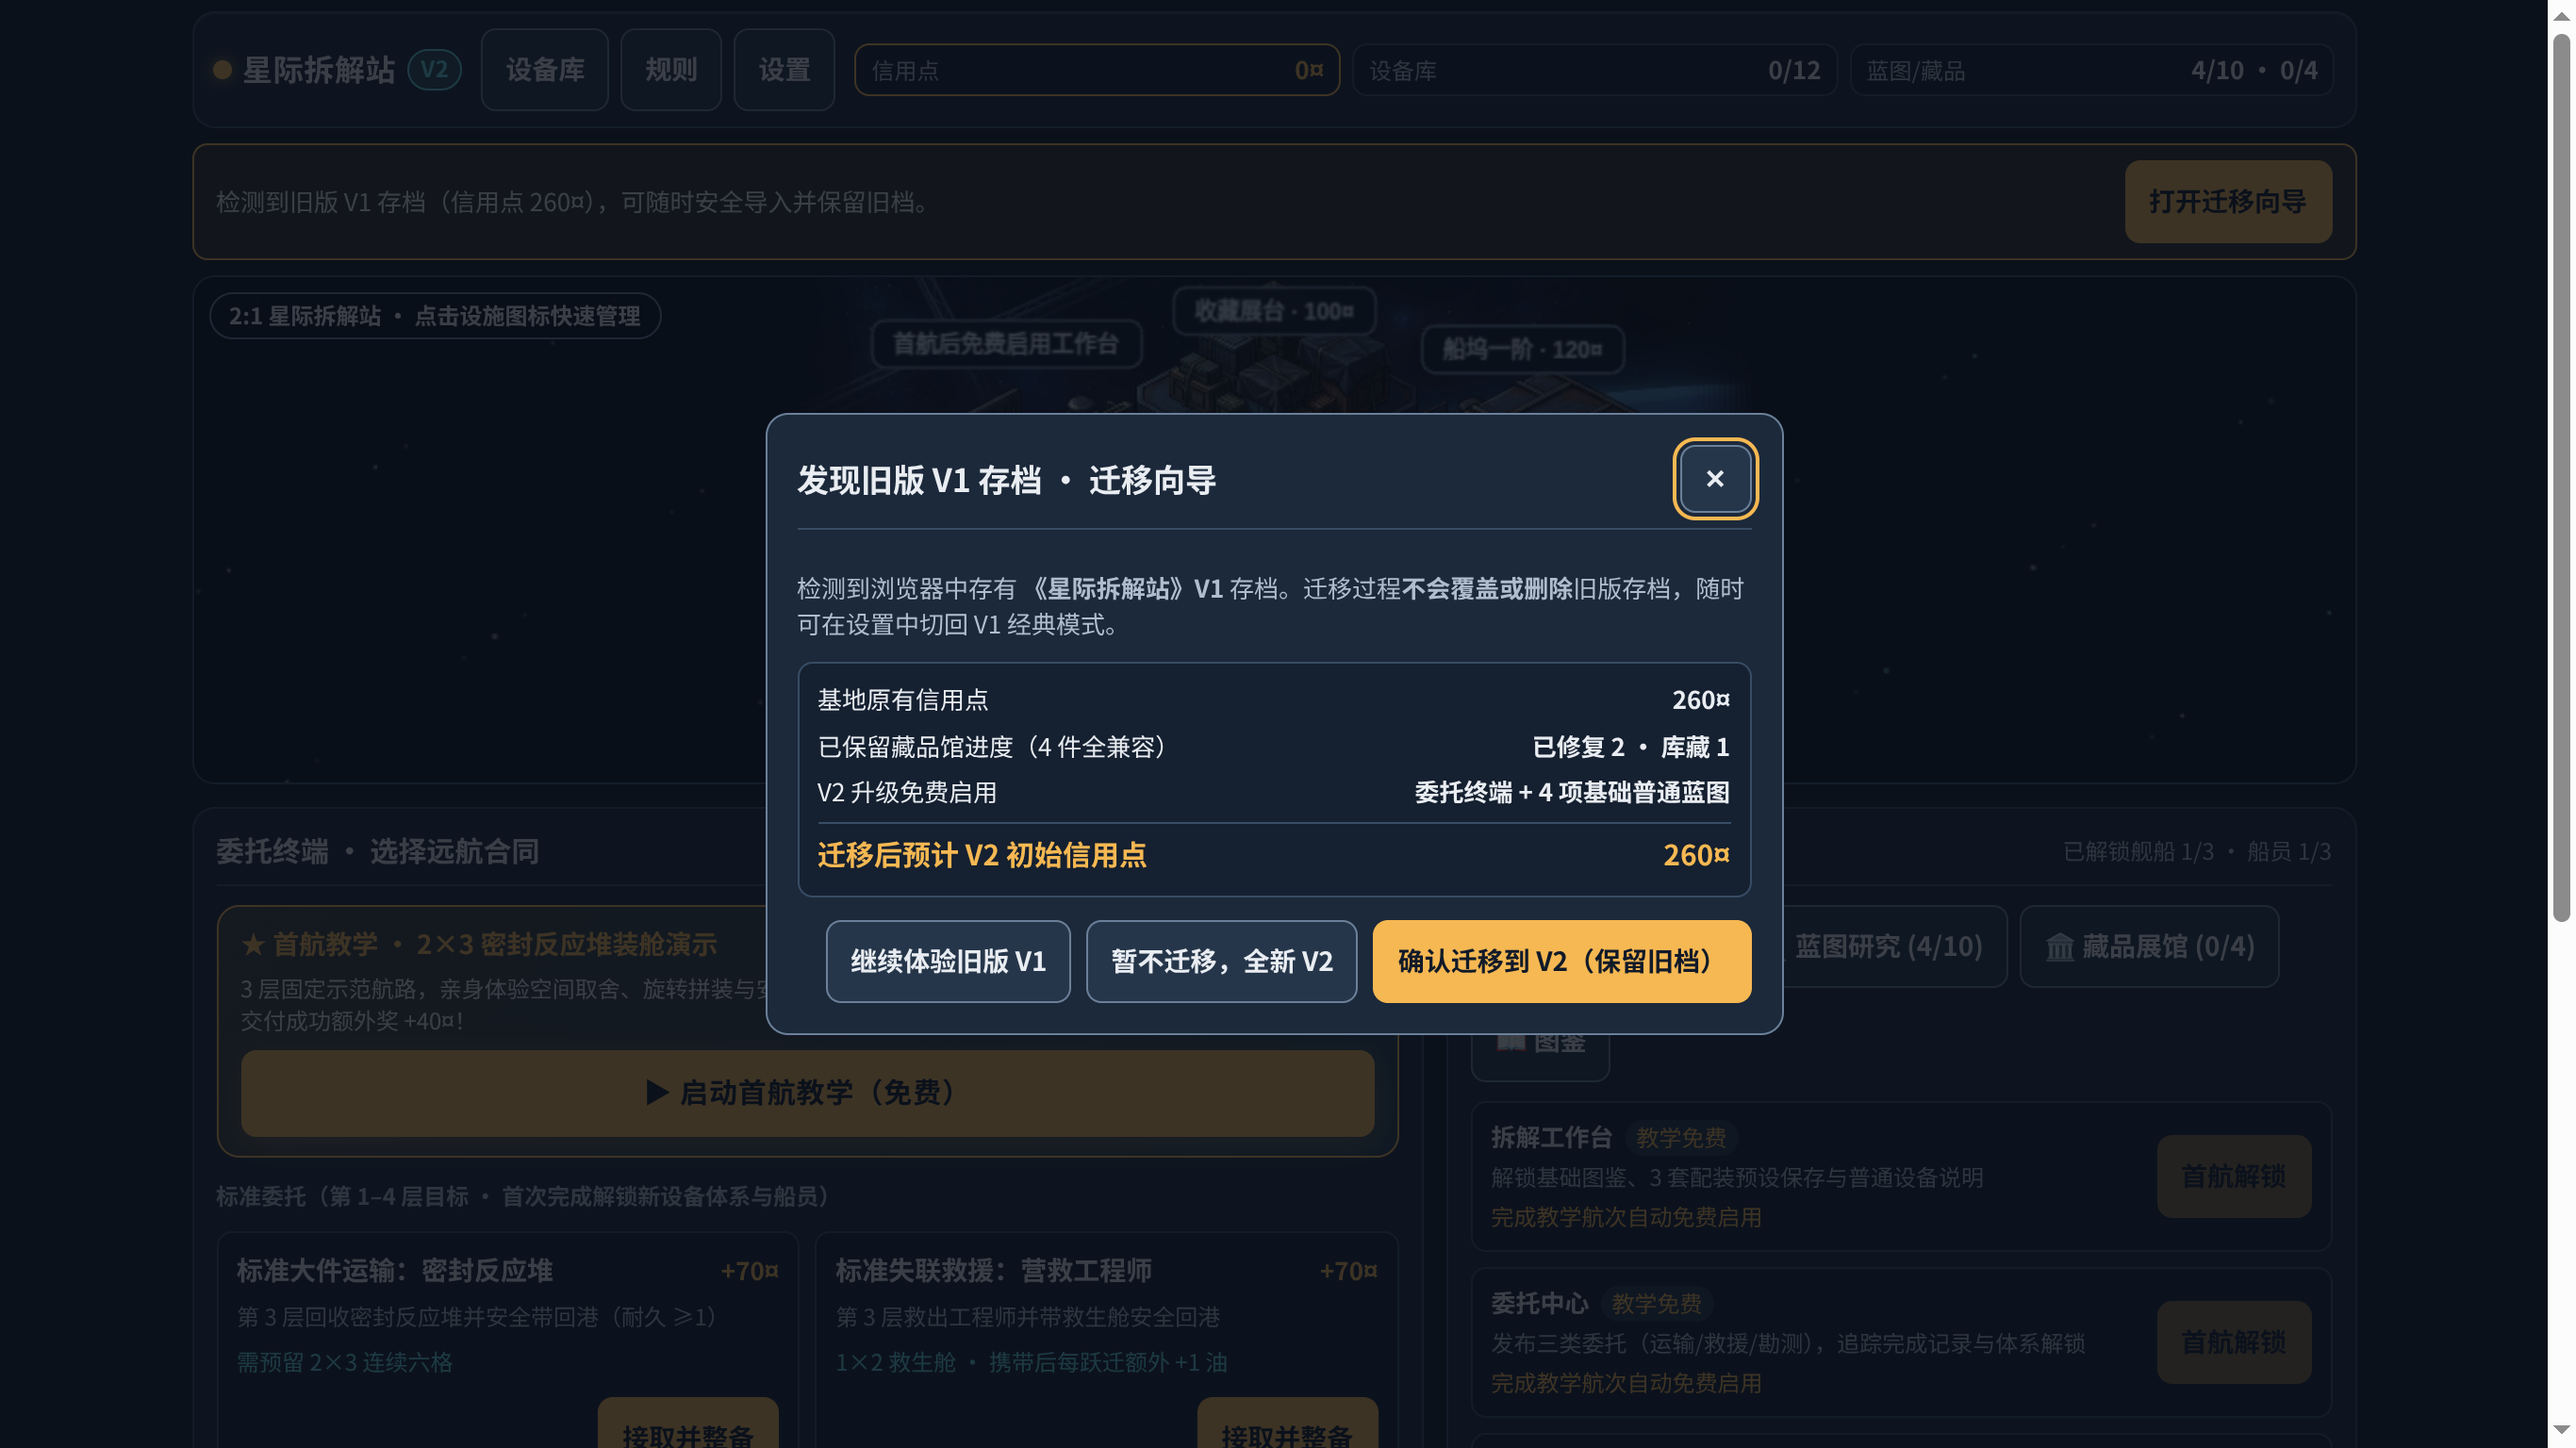 星际拆解站 V2 设备库 规则 设置 信用点 0¤ 设备库 0/12 蓝图/藏品 4/10 · 0/4
检测到旧版 V1 存档（信用点 260¤），可随时安全导入并保留旧档。 打开迁移向导
2:1 星际拆解站 · 点击设施图标快速管理
收藏展台 · 100¤
首航后免费启用工作台
船坞一阶 · 120¤
发现旧版 V1 存档 · 迁移向导 ×
检测到浏览器中存有 《星际拆解站》V1 存档。迁移过程不会覆盖或删除旧版存档，随时
可在设置中切回 V1 经典模式。
基地原有信用点 260¤
已保留藏品馆进度（4 件全兼容） 已修复 2 · 库藏 1
V2 升级免费启用 委托终端 + 4 项基础普通蓝图
迁移后预计 V2 初始信用点 260¤
继续体验旧版 V1 暂不迁移，全新 V2 确认迁移到 V2（保留旧档）
委托终端 · 选择远航合同
★ 首航教学 · 2×3 密封反应堆装舱演示
3 层固定示范航路，亲身体验空间取舍、旋转拼装与
交付成功额外奖 +40¤！
▶ 启动首航教学（免费）
标准委托（第 1–4 层目标 · 首次完成解锁新设备体系与船员）
标准大件运输：密封反应堆 +70¤
第 3 层回收密封反应堆并安全带回港（耐久 ≥1）
需预留 2×3 连续六格
接取并整备
标准失联救援：营救工程师 +70¤
第 3 层救出工程师并带救生舱安全回港
1×2 救生舱 · 携带后每跃迁额外 +1 油
接取并整备
已解锁舰船 1/3 · 船员 1/3
蓝图研究 (4/10) 🏛 藏品展馆 (0/4)
图鉴
拆解工作台 教学免费
解锁基础图鉴、3 套配装预设保存与普通设备说明
完成教学航次自动免费启用
首航解锁
委托中心 教学免费
发布三类委托（运输/救援/勘测），追踪完成记录与体系解锁
完成教学航次自动免费启用
首航解锁